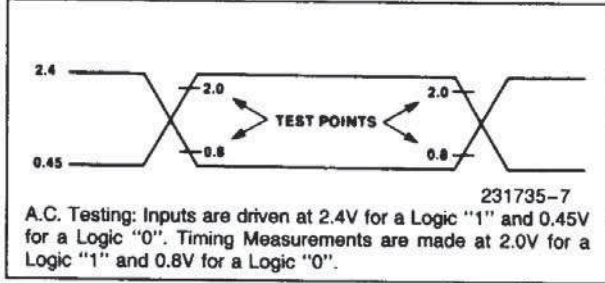 2.4
2.0
2.0
TEST POINTS
0.45
0.8
0.8
231735-7
A.C. Testing: Inputs are driven at 2.4V for a Logic "1" and 0.45V
for a Logic "0". Timing Measurements are made at 2.0V for a
Logic "1" and 0.8V for a Logic "0".